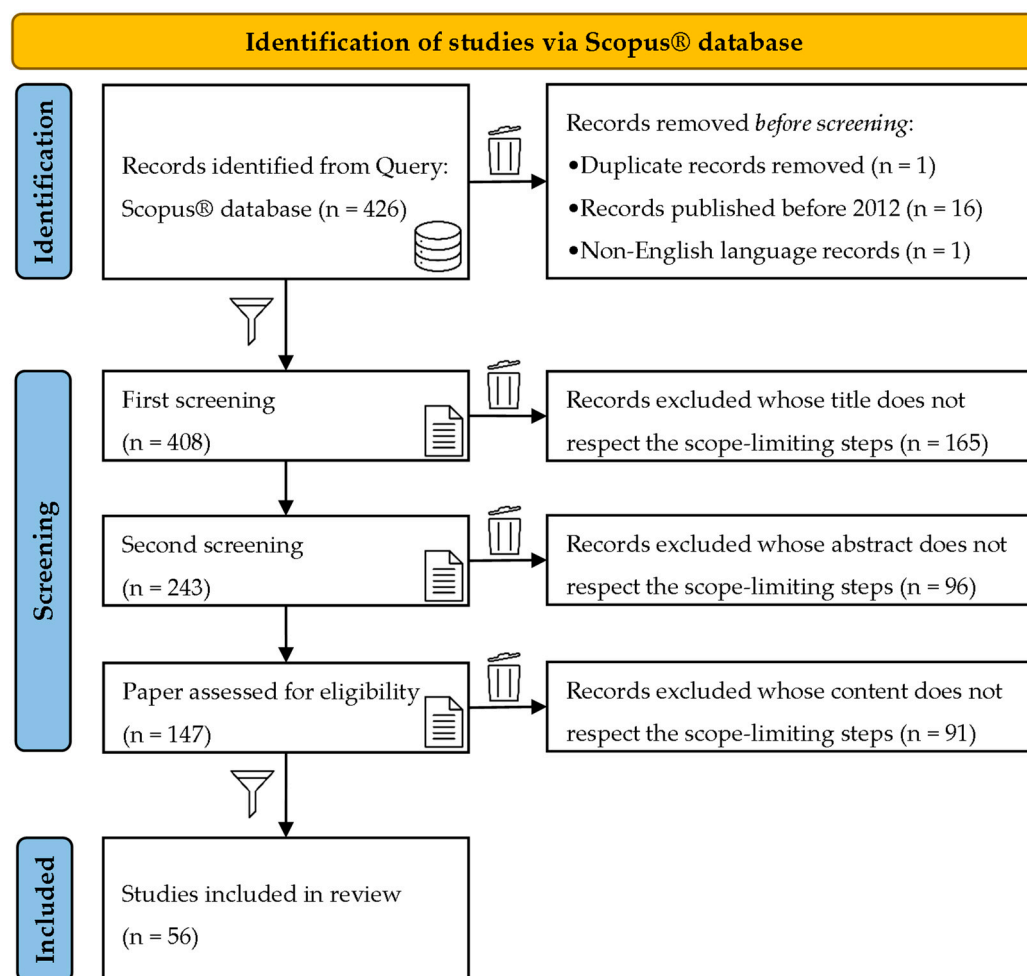 Identification of studies via Scopus® database
Identification
Records identified from Query:
Scopus® database (n = 426)
Records removed before screening:
•Duplicate records removed (n = 1)
•Records published before 2012 (n = 16)
•Non-English language records (n = 1)
Screening
First screening
(n = 408)
Records excluded whose title does not
respect the scope-limiting steps (n = 165)
Second screening
(n = 243)
Records excluded whose abstract does not
respect the scope-limiting steps (n = 96)
Paper assessed for eligibility
(n = 147)
Records excluded whose content does not
respect the scope-limiting steps (n = 91)
Included
Studies included in review
(n = 56)